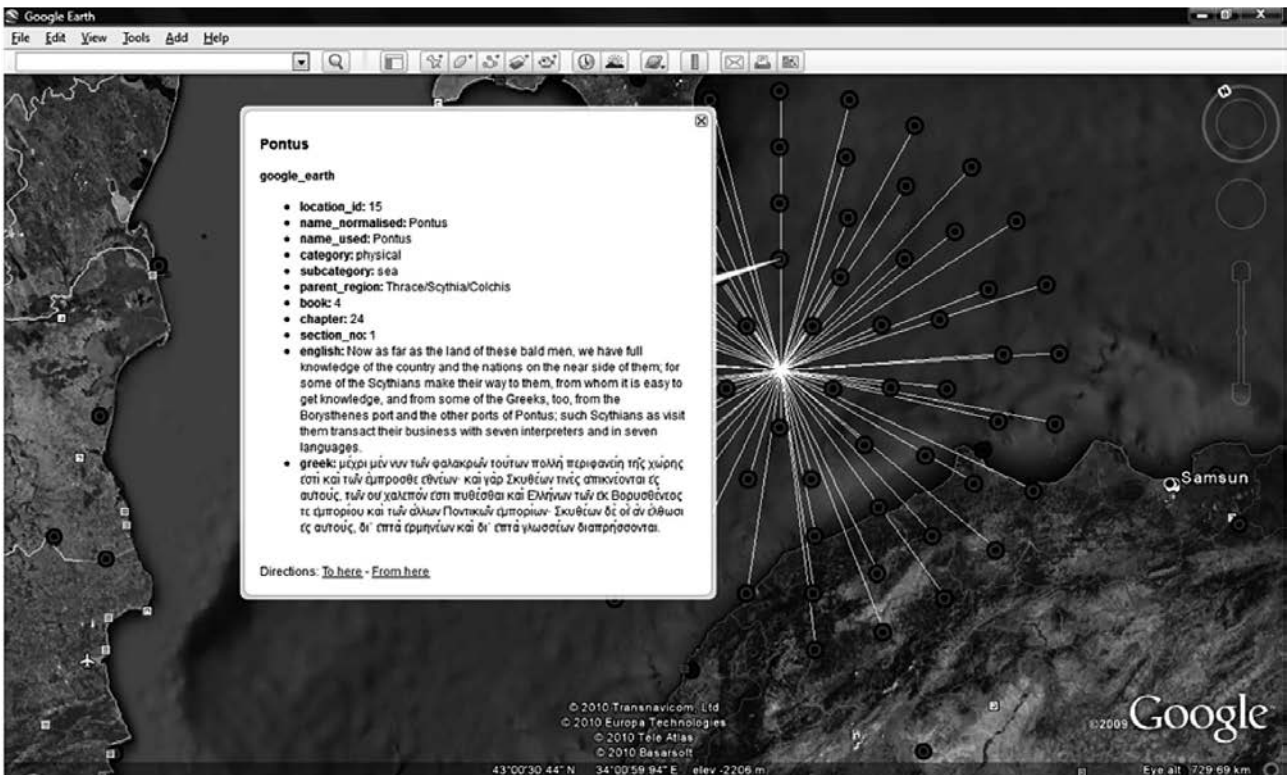 Google Earth
File Edit View Tools Add Help
Pontus
google_earth
• location_id: 15
• name_normalised: Pontus
• name_used: Pontus
• category: physical
• subcategory: sea
• parent_region: Thrace/Scythia/Colchis
• book: 4
• chapter: 24
• section_no: 1
• english: Now as far as the land of these bald men, we have full
knowledge of the country and the nations on the near side of them; for
some of the Scythians make their way to them, from whom it is easy to
get knowledge, and from some of the Greeks, too, from the
Borysthenes port and the other ports of Pontus; such Scythians as visit
them transact their business with seven interpreters and in seven
languages.
• greek: μέχρι μέν νυν τῶν φαλακρῶν τούτων πολλὴ περιφανείη τῆς χώρης
ἐστὶ καὶ τῶν ἔμπροσθε ἐθνέων· καὶ γὰρ Σκυθέων τινὲς ἀπικνέονται ἐς
αὐτούς, τῶν οὐ χαλεπόν ἐστι πυθέσθαι καὶ Ἑλλήνων τῶν ἐκ Βορυσθένεος
τε ἐμπορίου καὶ τῶν ἄλλων Ποντικῶν ἐμπορίων· Σκυθέων δὲ οἳ ἂν ἔλθωσι
ἐς αὐτούς, δι᾽ ἑπτὰ ἑρμηνέων καὶ δι᾽ ἑπτὰ γλωσσέων διαπρήσσονται.
Directions: To here - From here
N
Samsun
© 2010 Transnavicom, Ltd
© 2010 Europa Technologies
© 2010 Tele Atlas
© 2010 Basarsoft
©2009 Google
43°00'30.44" N 34°00'59.94" E elev -2206 m Eye alt 729.69 km